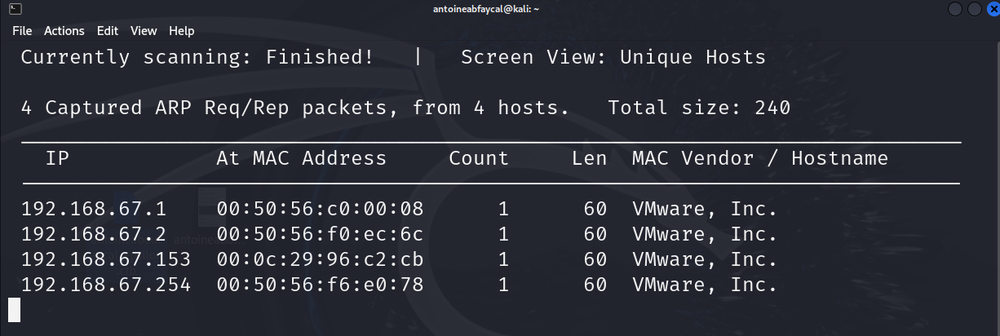 antoineabfaycal@kali: ~
File Actions Edit View Help
Currently scanning: Finished! | Screen View: Unique Hosts
4 Captured ARP Req/Rep packets, from 4 hosts. Total size: 240
IP At MAC Address Count Len MAC Vendor / Hostname
192.168.67.1 00:50:56:c0:00:08 1 60 VMware, Inc.
192.168.67.2 00:50:56:f0:ec:6c 1 60 VMware, Inc.
192.168.67.153 00:0c:29:96:c2:cb 1 60 VMware, Inc.
192.168.67.254 00:50:56:f6:e0:78 1 60 VMware, Inc.